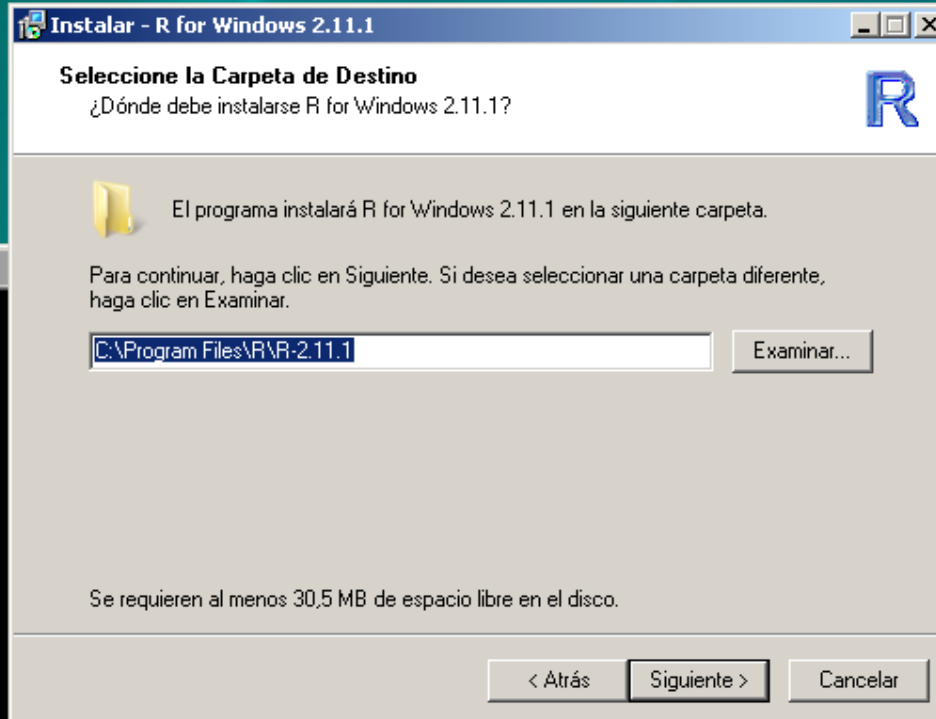 Instalar - R for Windows 2.11.1
Seleccione la Carpeta de Destino
¿Dónde debe instalarse R for Windows 2.11.1?
R
El programa instalará R for Windows 2.11.1 en la siguiente carpeta.
Para continuar, haga clic en Siguiente. Si desea seleccionar una carpeta diferente,
haga clic en Examinar.
C:\Program Files\R\R-2.11.1
Examinar...
Se requieren al menos 30,5 MB de espacio libre en el disco.
< Atrás
Siguiente >
Cancelar